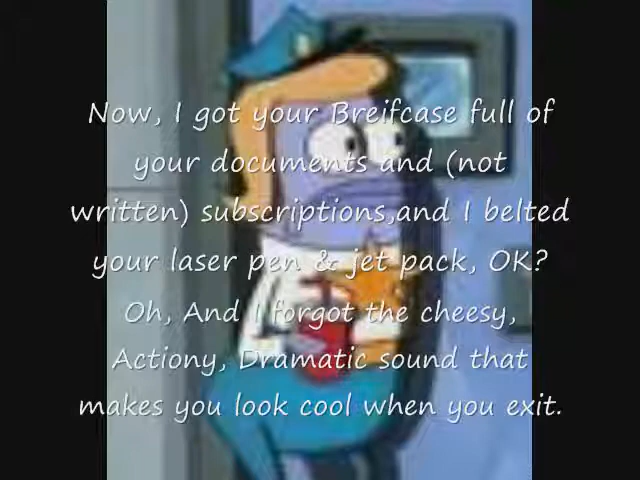 Now, I got your Breifcase full of
your documents and (not
written) subscriptions,and I belted
your laser pen & jet pack, OK?
Oh, And I forgot the cheesy,
Actiony, Dramatic sound that
makes you look cool when you exit.